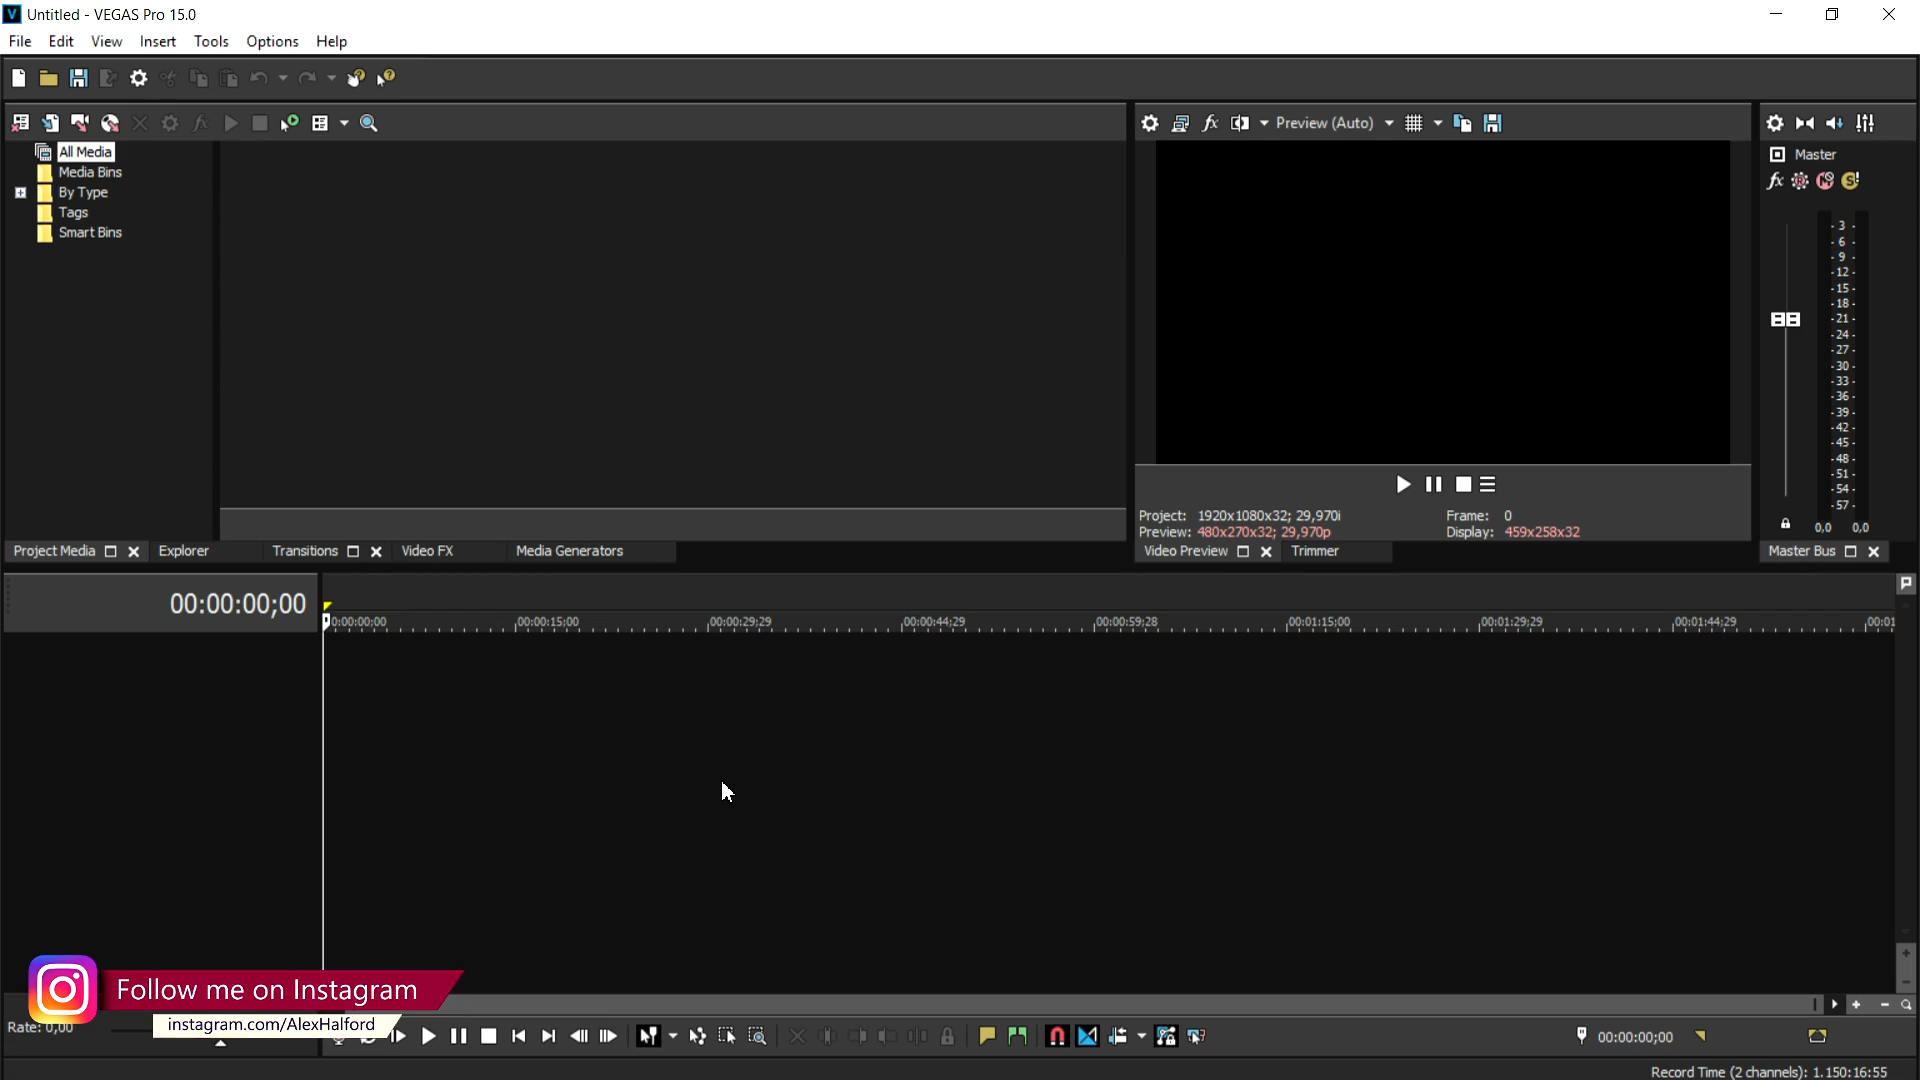 Untitled - VEGAS Pro 15.0
File Edit View Insert Tools Options Help
Preview (Auto)
All Media
Media Bins
By Type
Tags
Smart Bins
Master
-3-
-6-
-9-
-12-
-15-
-18-
-21-
-24-
-27-
-30-
-33-
-36-
-39-
-42-
-45-
-48-
-51-
-54-
-57-
0,0 0,0
Project: 1920x1080x32; 29,970i
Frame: 0
Preview: 480x270x32; 29,970p
Display: 459x258x32
Project Media Explorer Transitions Video FX Media Generators
Video Preview Trimmer
Master Bus
00:00:00;00
0:00:00;00 00:00:15;00 00:00:29;29 00:00:44;29 00:00:59;28 00:01:15;00 00:01:29;29 00:01:44;29 00:01
Follow me on Instagram
instagram.com/AlexHalford
Rate: 0,00
00:00:00;00
Record Time (2 channels): 1.150:16:55